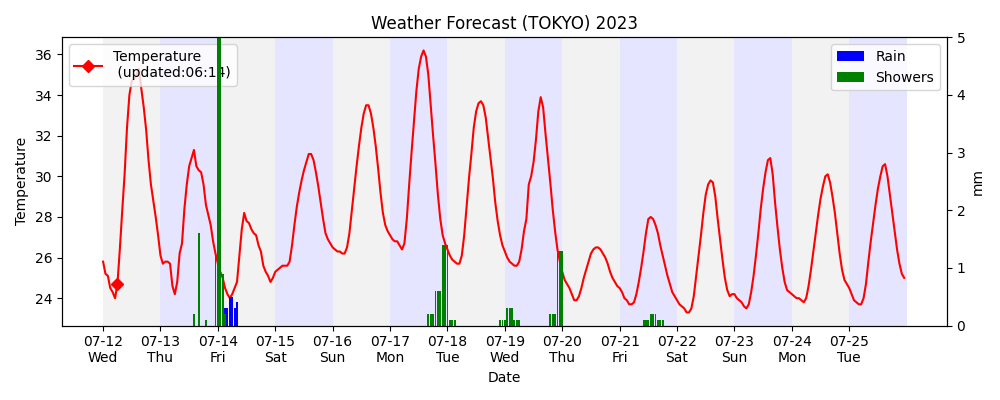 Weather Forecast (TOKYO) 2023
Temperature
(updated:06:14)
Rain
Showers
36
34
32
30
28
26
24
Temperature
5
4
3
2
1
0
mm
07-12 07-13 07-14 07-15 07-16 07-17 07-18 07-19 07-20 07-21 07-22 07-23 07-24 07-25
Wed Thu Fri Sat Sun Mon Tue Wed Thu Fri Sat Sun Mon Tue
Date